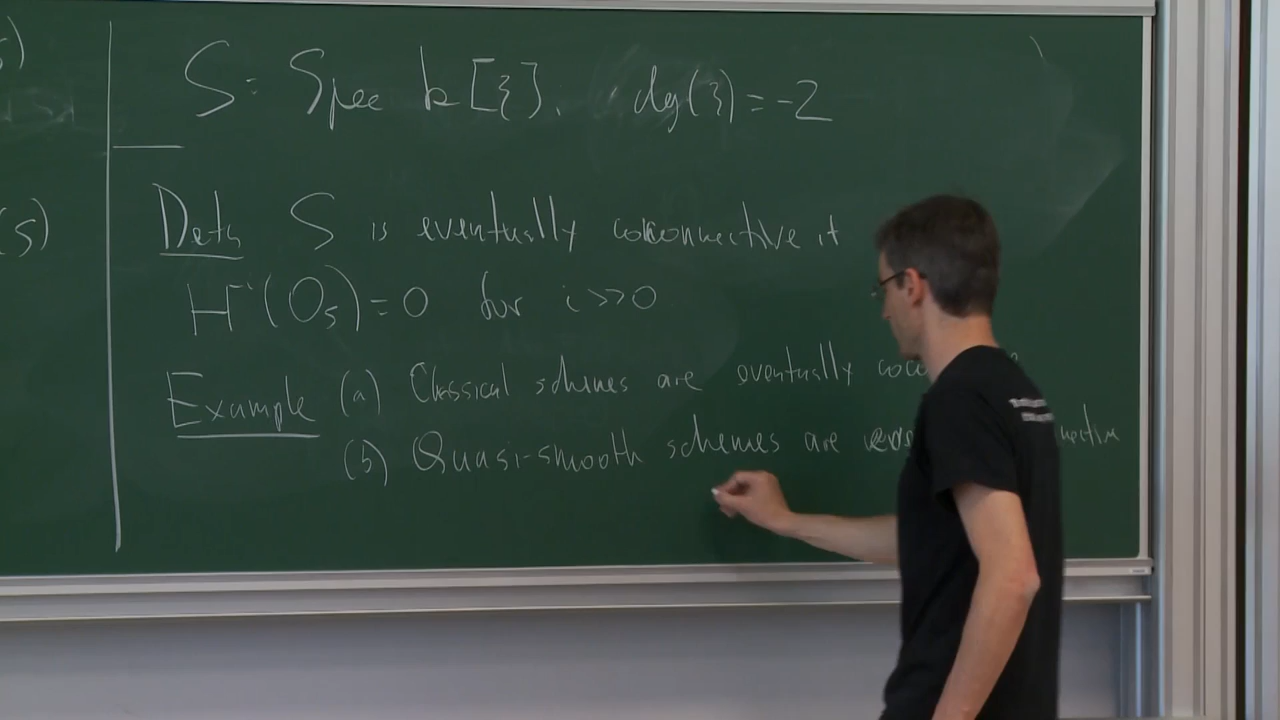 S = Spec k[ξ]. deg(ξ) = -2
Defn S is eventually coconnective if
H⁻ⁱ(O_S) = 0 for i >> 0
Example (a) Classical schemes are eventually
(b) Quasi-smooth schemes are
(s)